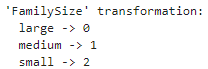 'FamilySize' transformation:
large -> 0
medium -> 1
small -> 2